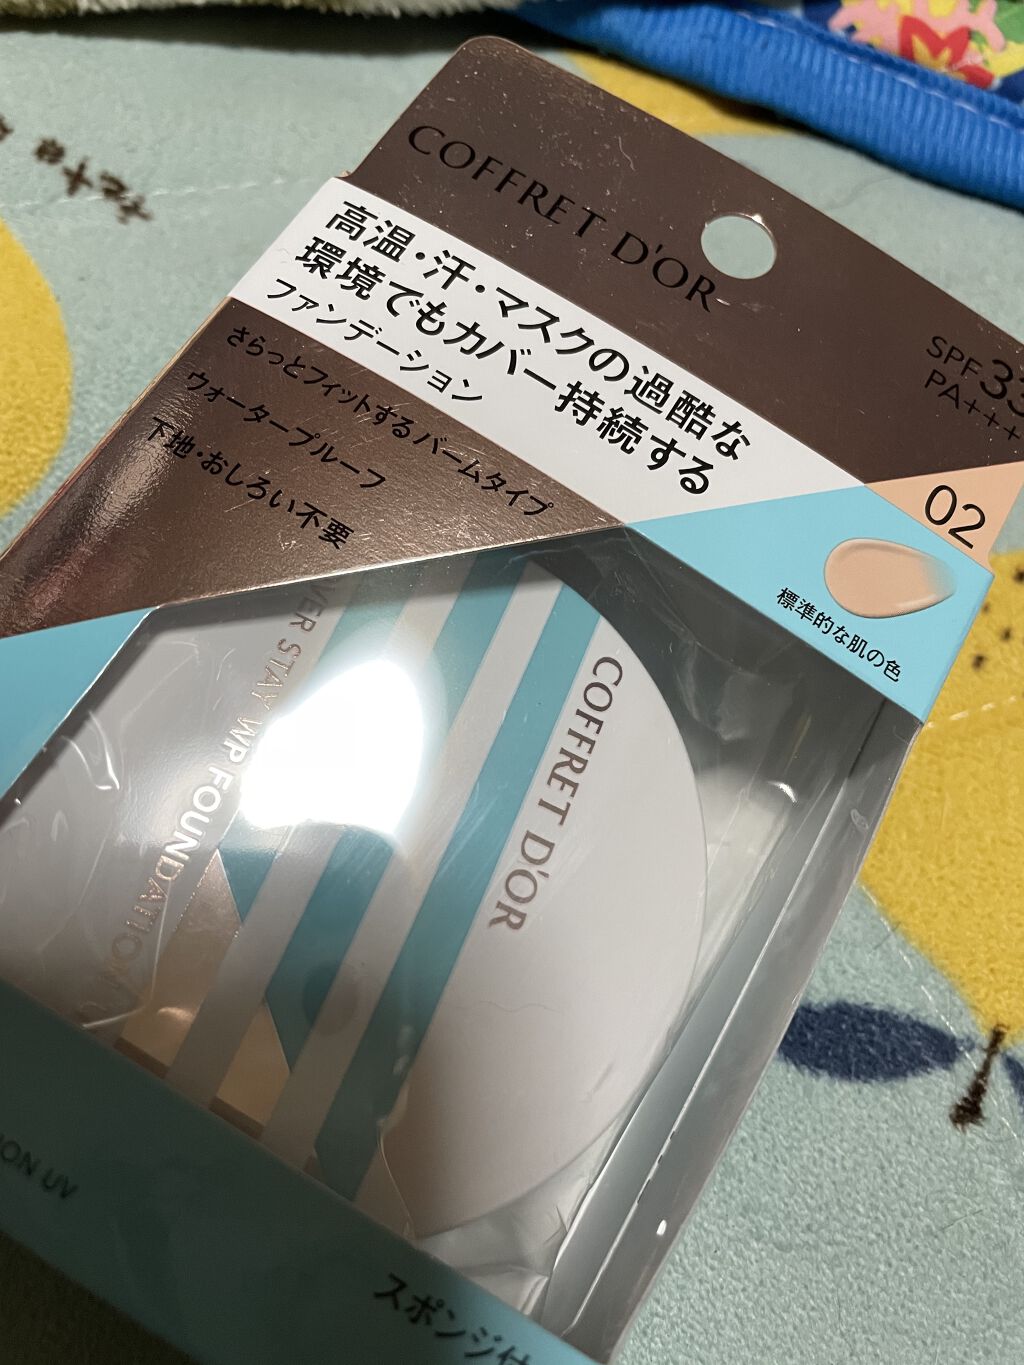 COFFRET D'OR
高温・汗・マスクの過酷な
環境でもカバー持続する
ファンデーション
さらっとフィットするバームタイプ
ウォータープルーフ
下地・おしろい不要
SPF33
PA+++
02
標準的な肌の色
COFFRET D'OR
VER STAY WP FOUNDATION
ION UV
スポンジ付